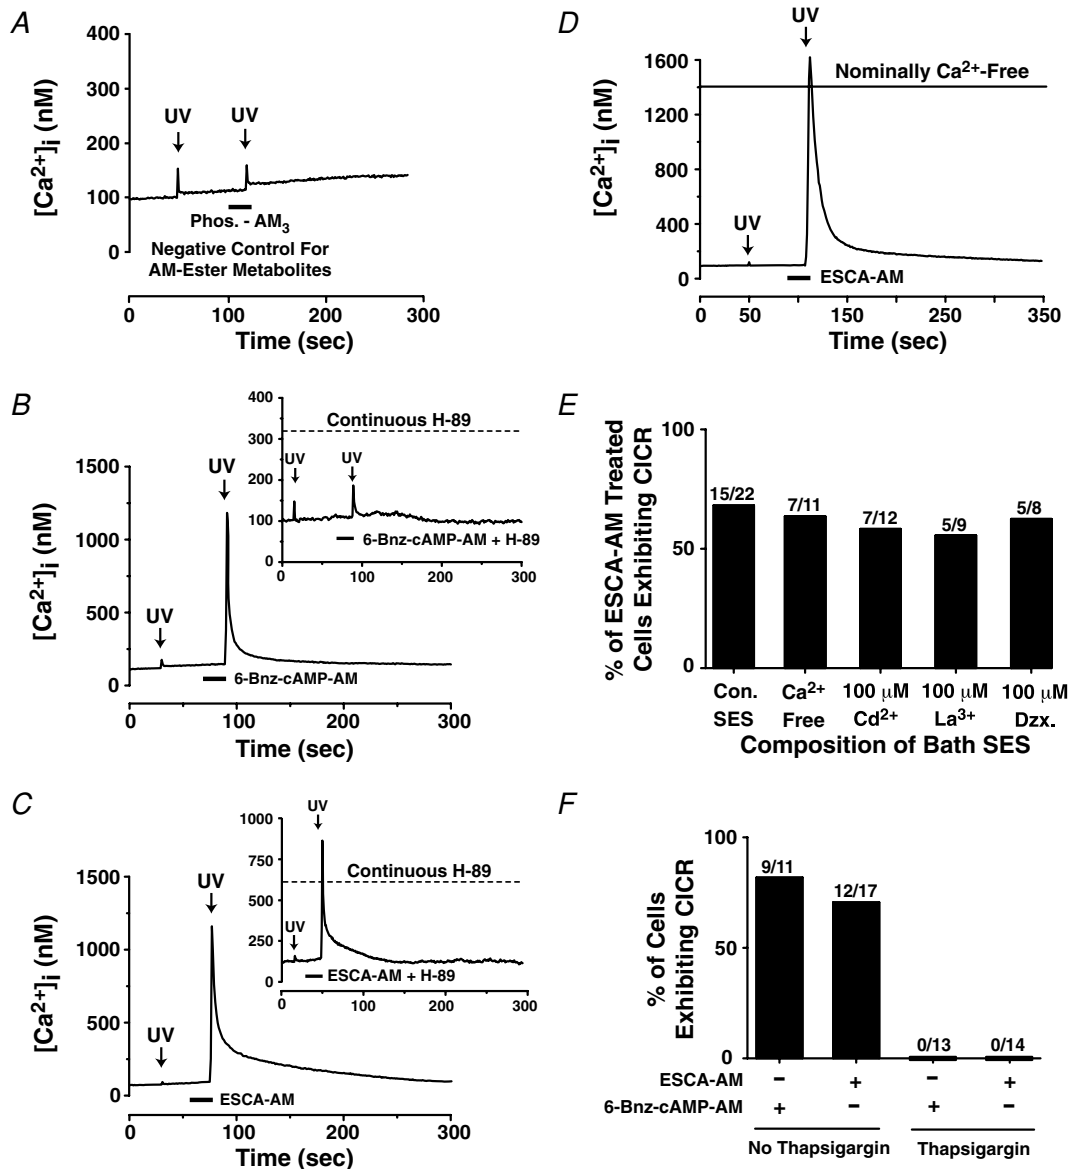 A
400
300
200
100
0
[Ca²⁺]ᵢ (nM)
UV
UV
Phos. - AM₃
Negative Control For
AM-Ester Metabolites
0 100 200 300
Time (sec)
B
1500
1000
500
0
[Ca²⁺]ᵢ (nM)
UV
UV
6-Bnz-cAMP-AM
0 100 200 300
Time (sec)
400
300
200
100
0
Continuous H-89
UV
UV
6-Bnz-cAMP-AM + H-89
0 100 200 300
C
1500
1000
500
0
[Ca²⁺]ᵢ (nM)
UV
UV
ESCA-AM
0 100 200 300
Time (sec)
1000
750
500
250
0
UV
Continuous H-89
UV
ESCA-AM + H-89
0 100 200 300
D
UV
1600
1200
800
400
0
[Ca²⁺]ᵢ (nM)
Nominally Ca²⁺-Free
UV
ESCA-AM
0 50 150 250 350
Time (sec)
E
100
50
0
% of ESCA-AM Treated
Cells Exhibiting CICR
15/22 7/11 7/12 5/9 5/8
Con. Ca²⁺ 100 μM 100 μM 100 μM
SES Free Cd²⁺ La³⁺ Dzx.
Composition of Bath SES
F
100
50
0
% of Cells
Exhibiting CICR
9/11 12/17 0/13 0/14
ESCA-AM - + - +
6-Bnz-cAMP-AM + - + -
No Thapsigargin Thapsigargin